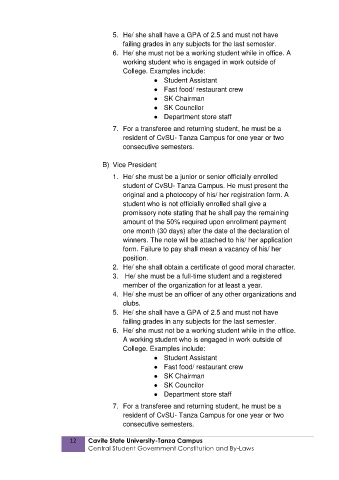 5. He/ she shall have a GPA of 2.5 and must not have
failing grades in any subjects for the last semester.
6. He/ she must not be a working student while in office. A
working student who is engaged in work outside of
College. Examples include:
● Student Assistant
● Fast food/ restaurant crew
● SK Chairman
● SK Councilor
● Department store staff
7. For a transferee and returning student, he must be a
resident of CvSU- Tanza Campus for one year or two
consecutive semesters.
B) Vice President
1. He/ she must be a junior or senior officially enrolled
student of CvSU- Tanza Campus. He must present the
original and a photocopy of his/ her registration form. A
student who is not officially enrolled shall give a
promissory note stating that he shall pay the remaining
amount of the 50% required upon enrollment payment
one month (30 days) after the date of the declaration of
winners. The note will be attached to his/ her application
form. Failure to pay shall mean a vacancy of his/ her
position.
2. He/ she shall obtain a certificate of good moral character.
3. He/ she must be a full-time student and a registered
member of the organization for at least a year.
4. He/ she must be an officer of any other organizations and
clubs.
5. He/ she shall have a GPA of 2.5 and must not have
failing grades in any subjects for the last semester.
6. He/ she must not be a working student while in the office.
A working student who is engaged in work outside of
College. Examples include:
● Student Assistant
● Fast food/ restaurant crew
● SK Chairman
● SK Councilor
● Department store staff
7. For a transferee and returning student, he must be a
resident of CvSU- Tanza Campus for one year or two
consecutive semesters.
12 Cavite State University-Tanza Campus
Central Student Government Constitution and By-Laws